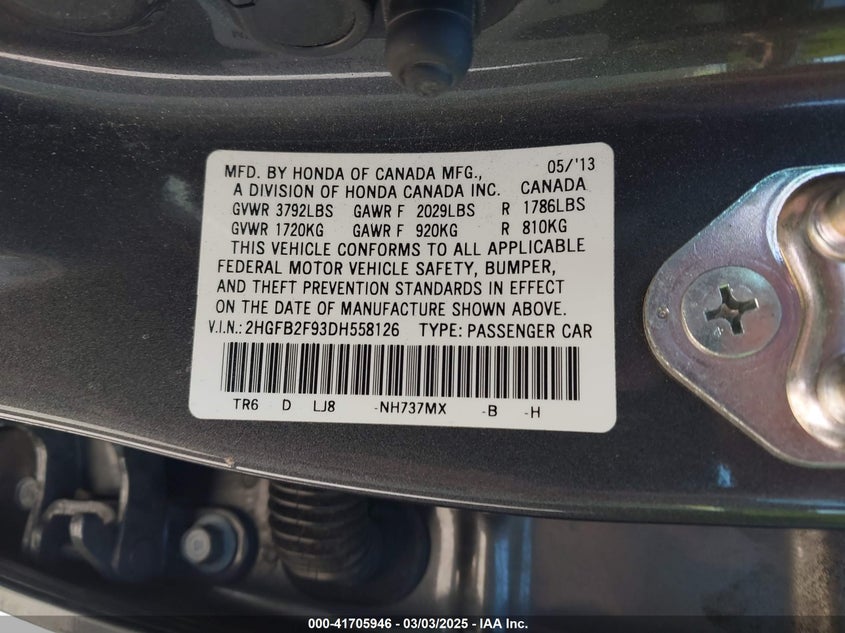 MFD. BY HONDA OF CANADA MFG., 05/'13
A DIVISION OF HONDA CANADA INC. CANADA
GVWR 3792LBS GAWR F 2029LBS R 1786LBS
GVWR 1720KG GAWR F 920KG R 810KG
THIS VEHICLE CONFORMS TO ALL APPLICABLE
FEDERAL MOTOR VEHICLE SAFETY, BUMPER,
AND THEFT PREVENTION STANDARDS IN EFFECT
ON THE DATE OF MANUFACTURE SHOWN ABOVE.
V.I.N.: 2HGFB2F93DH558126 TYPE: PASSENGER CAR
TR6 D LJ8 -NH737MX -B -H
000-41705946 - 03/03/2025 - IAA Inc.